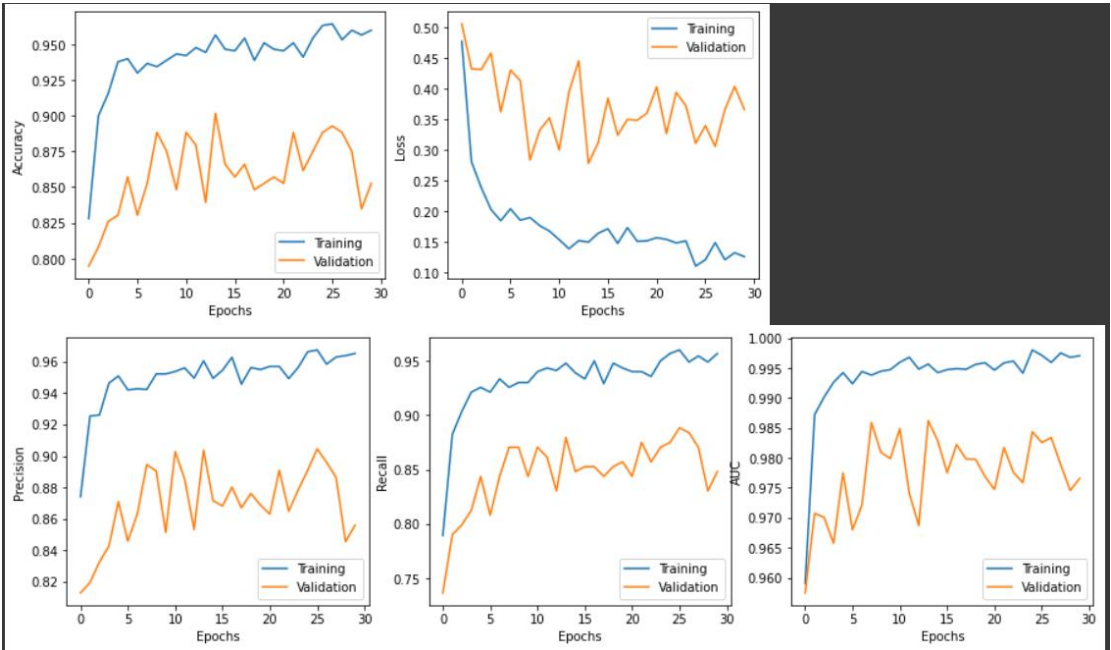 Accuracy
0.950
0.925
0.900
0.875
0.850
0.825
0.800
Training
Validation
0 5 10 15 20 25 30
Epochs
Loss
0.50
0.45
0.40
0.35
0.30
0.25
0.20
0.15
0.10
Training
Validation
0 5 10 15 20 25 30
Epochs
Precision
0.96
0.94
0.92
0.90
0.88
0.86
0.84
0.82
Training
Validation
0 5 10 15 20 25 30
Epochs
Recall
0.95
0.90
0.85
0.80
0.75
Training
Validation
0 5 10 15 20 25 30
Epochs
AUC
1.000
0.995
0.990
0.985
0.980
0.975
0.970
0.965
0.960
Training
Validation
0 5 10 15 20 25 30
Epochs